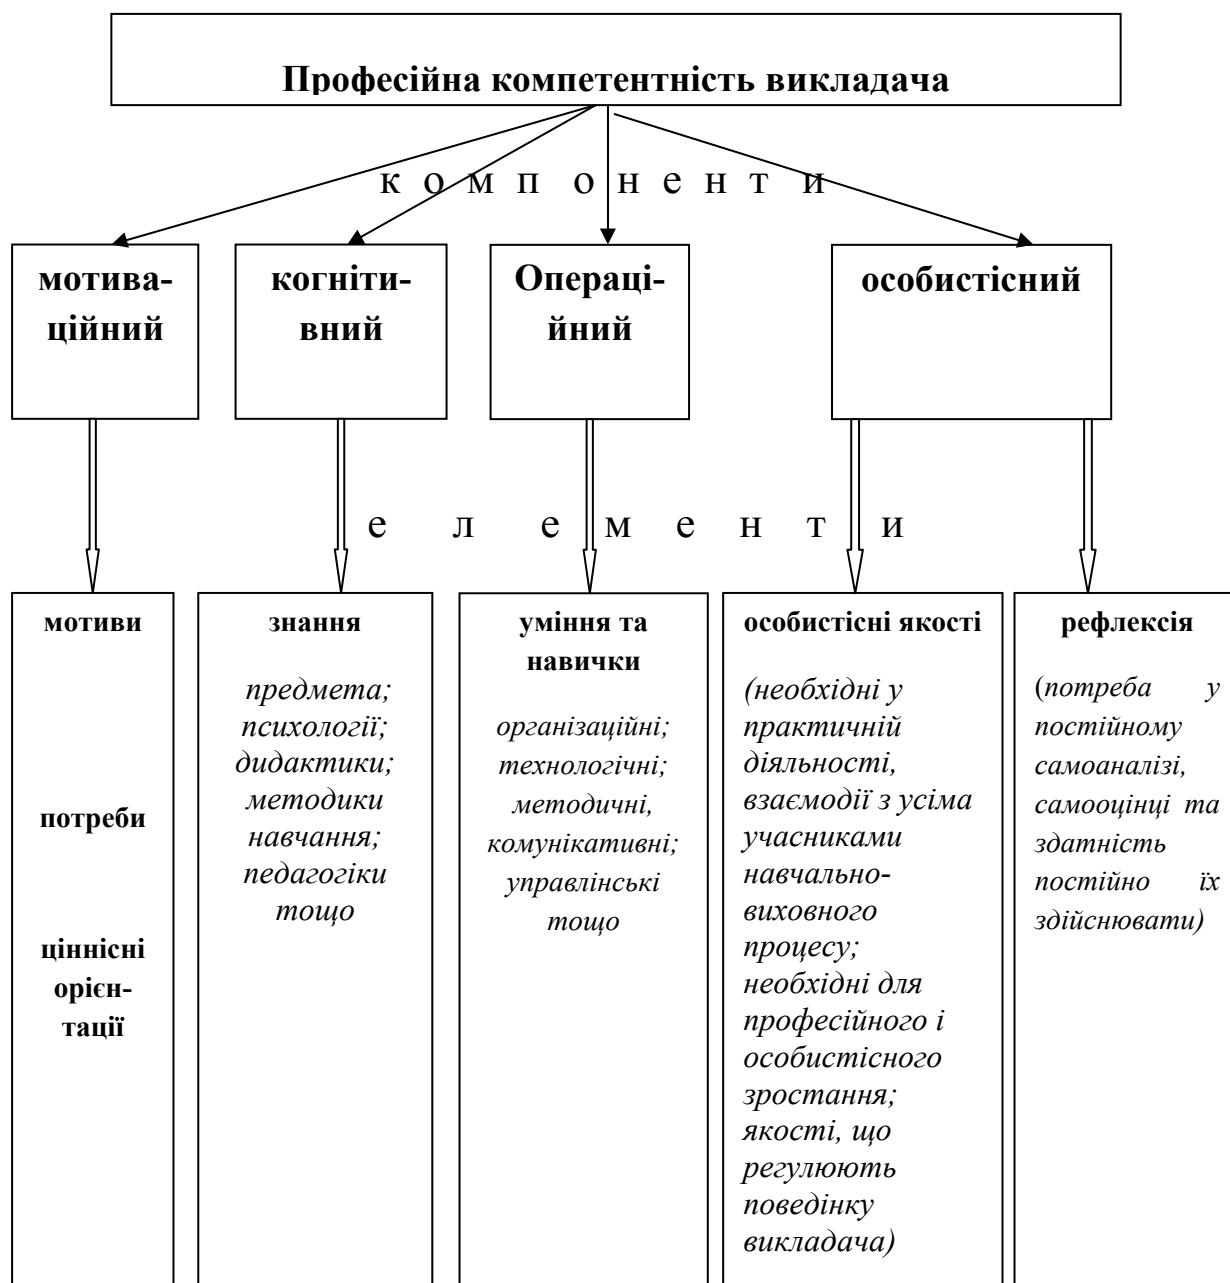 Професійна компетентність викладача
к о м п о н е н т и
мотива-
ційний
когніти-
вний
Операці-
йний
особистісний
е л е м е н т и
мотиви
потреби
ціннісні
орієн-
тації
знання
предмета;
психології;
дидактики;
методики
навчання;
педагогіки
тощо
уміння та
навички
організаційні;
технологічні;
методичні,
комунікативні;
управлінські
тощо
особистісні якості
(необхідні у
практичній
діяльності,
взаємодії з усіма
учасниками
навчально-
виховного
процесу;
необхідні для
професійного і
особистісного
зростання;
якості, що
регулюють
поведінку
викладача)
рефлексія
(потреба у
постійному
самоаналізі,
самооцінці та
здатність
постійно їх
здійснювати)